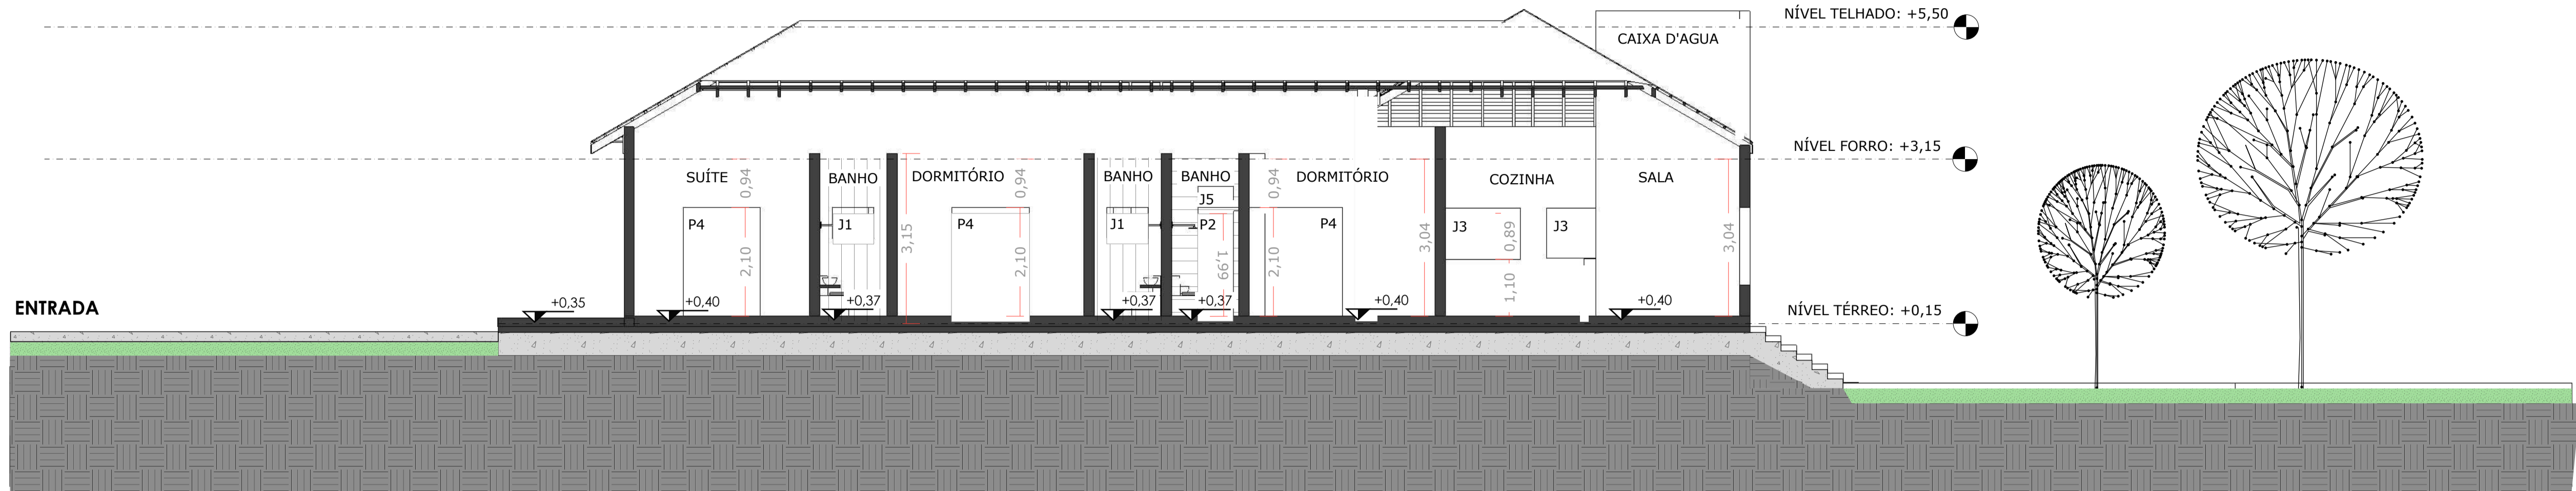 NÍVEL TELHADO: +5,50
CAIXA D'AGUA
NÍVEL FORRO: +3,15
SUÍTE
0,94
BANHO
DORMITÓRIO
0,94
BANHO
BANHO
0,94
DORMITÓRIO
COZINHA
SALA
J5
P4
J1
P4
J1
P2
P4
J3
J3
2,10
3,15
2,10
1,99
2,10
3,04
0,89
1,10
3,04
ENTRADA
+0,35
+0,40
+0,37
+0,37
+0,37
+0,40
+0,40
NÍVEL TÉRREO: +0,15